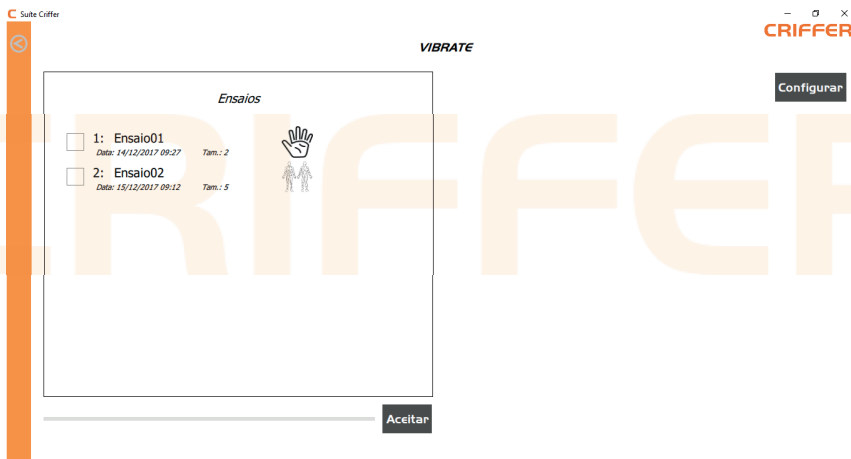 Suíte Criffer
CRIFFER
VIBRATE
Configurar
Ensaios
1: Ensaio01
Data: 14/12/2017 09:27 Tam.: 2
2: Ensaio02
Data: 15/12/2017 09:12 Tam.: 5
CRIFFER
Aceitar